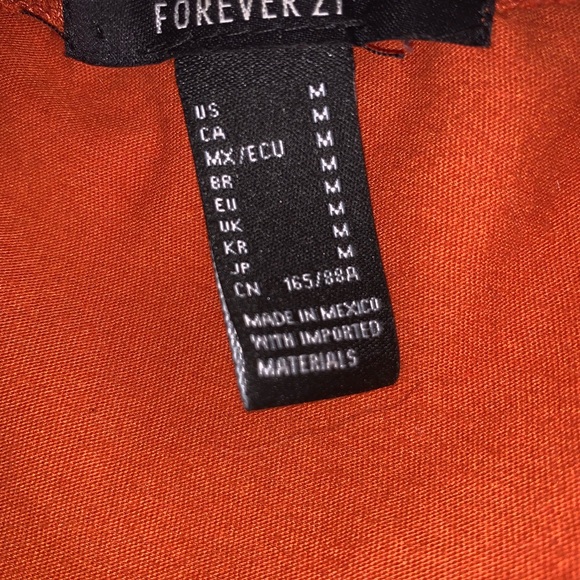 FOREVER 21
US M
CA M
MX/ECU M
BR M
EU M
UK M
KR M
JP M
CN 165/88A
MADE IN MEXICO
WITH IMPORTED
MATERIALS